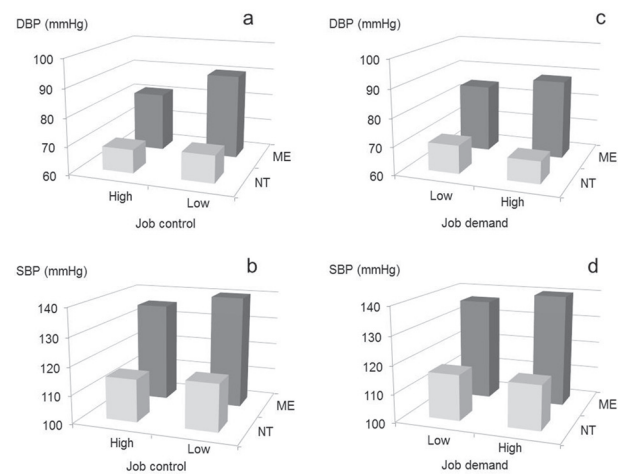 DBP (mmHg)
a
100
90
80
70
60
High
Low
ME
NT
Job control
DBP (mmHg)
c
100
90
80
70
60
Low
High
ME
NT
Job demand
SBP (mmHg)
b
140
130
120
110
100
High
Low
ME
NT
Job control
SBP (mmHg)
d
140
130
120
110
100
Low
High
ME
NT
Job demand